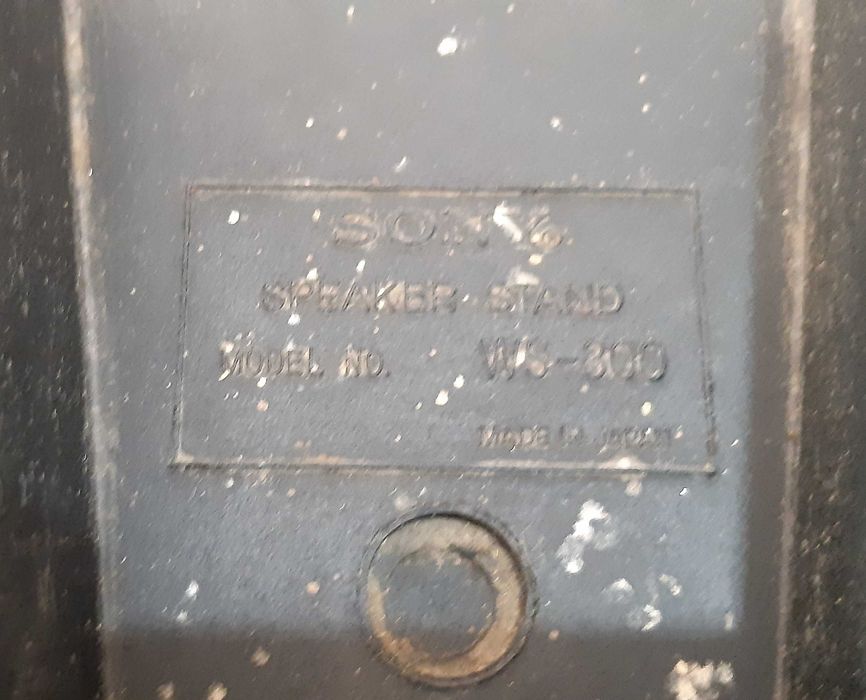 SONY
SPEAKER STAND
MODEL NO. WS-300
MADE IN JAPAN